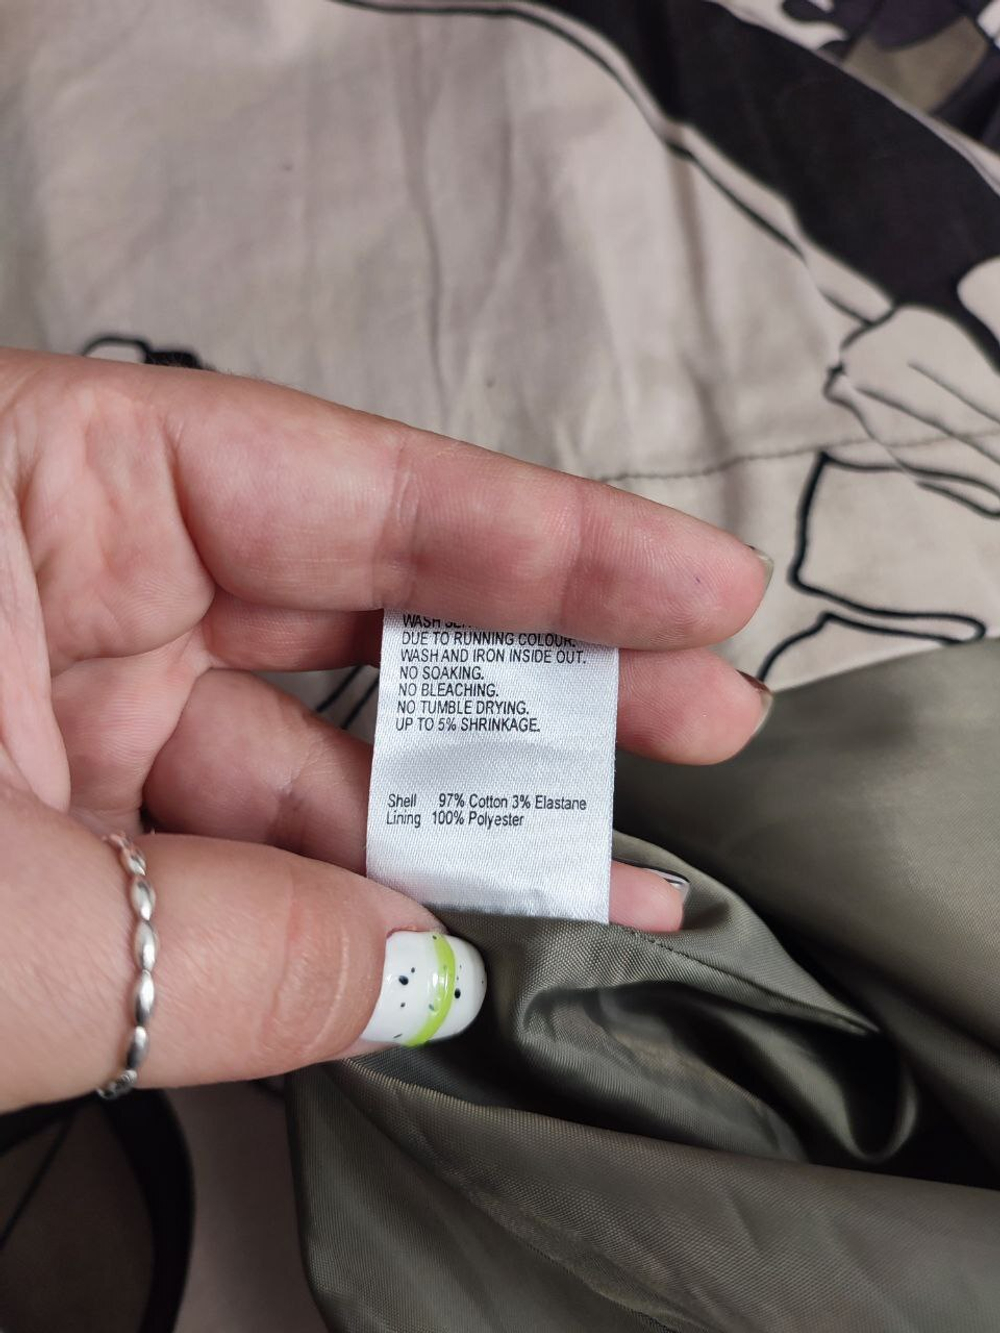 WASH
DUE TO RUNNING COLOUR.
WASH AND IRON INSIDE OUT.
NO SOAKING.
NO BLEACHING.
NO TUMBLE DRYING.
UP TO 5% SHRINKAGE.
Shell 97% Cotton 3% Elastane
Lining 100% Polyester